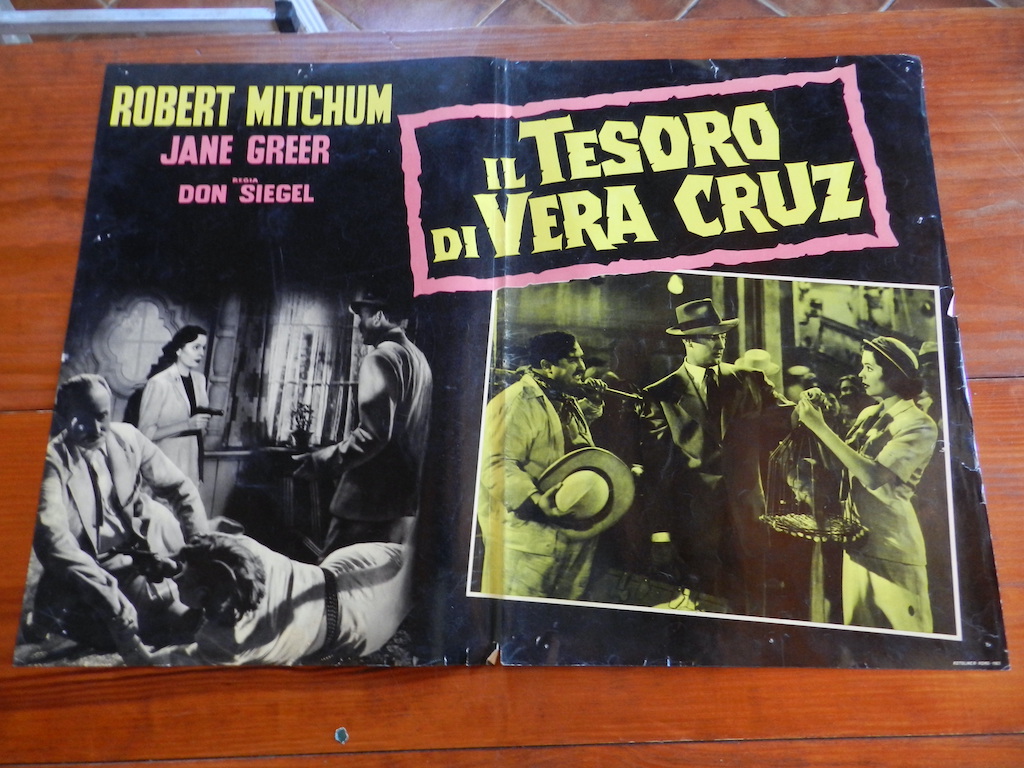 ROBERT MITCHUM
JANE GREER
REGIA
DON SIEGEL
IL TESORO
DI VERA CRUZ